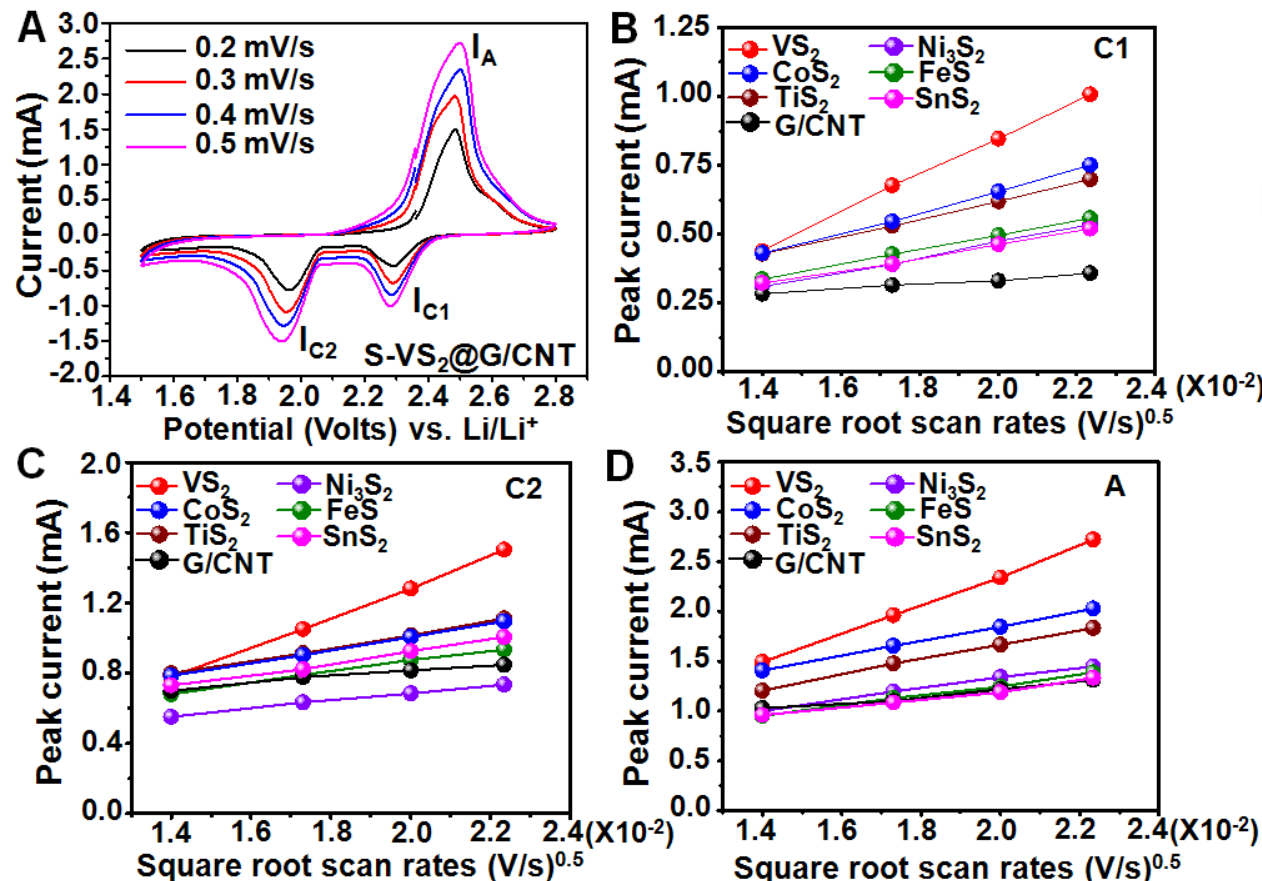 A
3.0
2.5
2.0
1.5
1.0
0.5
0.0
-0.5
-1.0
-1.5
-2.0
Current (mA)
0.2 mV/s
0.3 mV/s
0.4 mV/s
0.5 mV/s
I_A
I_C1
I_C2
S-VS₂@G/CNT
1.4 1.6 1.8 2.0 2.2 2.4 2.6 2.8
Potential (Volts) vs. Li/Li⁺
B
1.25
1.00
0.75
0.50
0.25
0.00
Peak current (mA)
VS₂ Ni₃S₂ C1
CoS₂ FeS
TiS₂ SnS₂
G/CNT
1.4 1.6 1.8 2.0 2.2 2.4 (X10⁻²)
Square root scan rates (V/s)⁰·⁵
C
2.0
1.6
1.2
0.8
0.4
0.0
Peak current (mA)
VS₂ Ni₃S₂ C2
CoS₂ FeS
TiS₂ SnS₂
G/CNT
1.4 1.6 1.8 2.0 2.2 2.4 (X10⁻²)
Square root scan rates (V/s)⁰·⁵
D
3.5
3.0
2.5
2.0
1.5
1.0
0.5
0.0
Peak current (mA)
VS₂ Ni₃S₂ A
CoS₂ FeS
TiS₂ SnS₂
G/CNT
1.4 1.6 1.8 2.0 2.2 2.4 (X10⁻²)
Square root scan rates (V/s)⁰·⁵